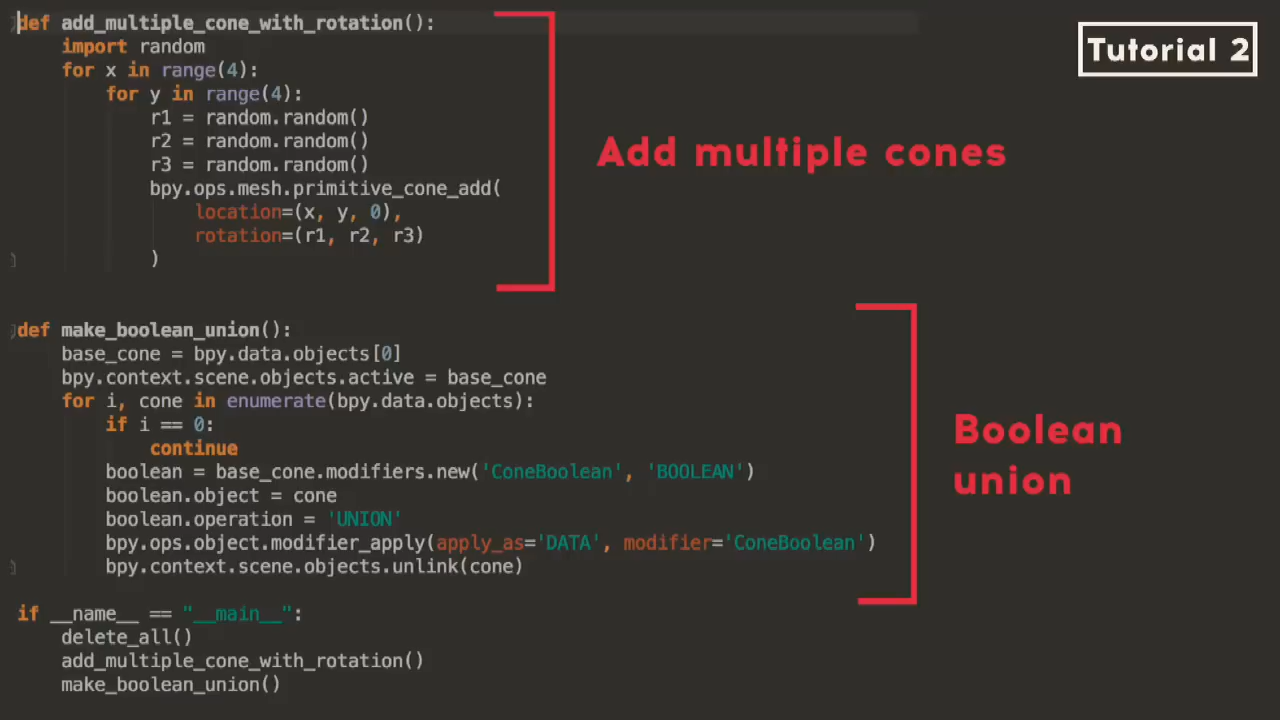 def add_multiple_cone_with_rotation():
    import random
    for x in range(4):
        for y in range(4):
            r1 = random.random()
            r2 = random.random()
            r3 = random.random()
            bpy.ops.mesh.primitive_cone_add(
                location=(x, y, 0),
                rotation=(r1, r2, r3)
            )
Tutorial 2
Add multiple cones
def make_boolean_union():
    base_cone = bpy.data.objects[0]
    bpy.context.scene.objects.active = base_cone
    for i, cone in enumerate(bpy.data.objects):
        if i == 0:
            continue
        boolean = base_cone.modifiers.new('ConeBoolean', 'BOOLEAN')
        boolean.object = cone
        boolean.operation = 'UNION'
        bpy.ops.object.modifier_apply(apply_as='DATA', modifier='ConeBoolean')
        bpy.context.scene.objects.unlink(cone)
Boolean
union
if __name__ == "__main__":
    delete_all()
    add_multiple_cone_with_rotation()
    make_boolean_union()